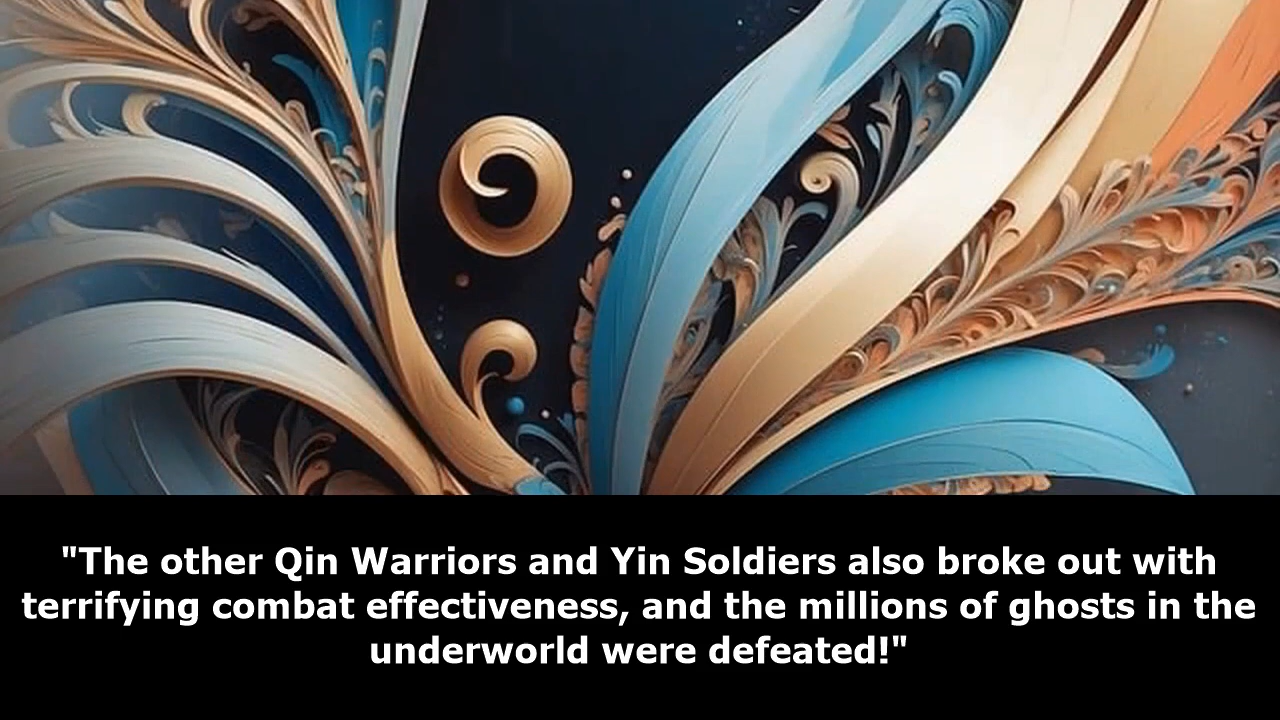 "The other Qin Warriors and Yin Soldiers also broke out with
terrifying combat effectiveness, and the millions of ghosts in the
underworld were defeated!"